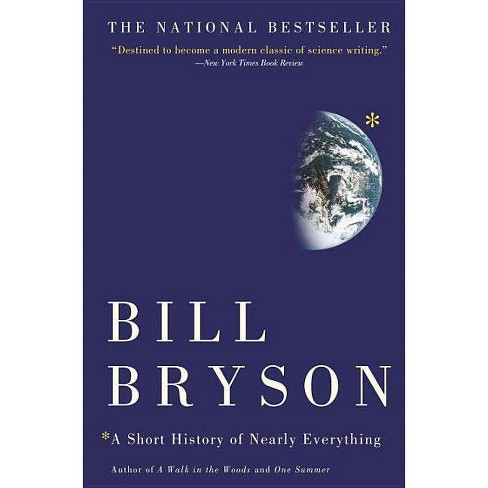 THE NATIONAL BESTSELLER
“Destined to become a modern classic of science writing.”
—New York Times Book Review
*
BILL
BRYSON
*A Short History of Nearly Everything
Author of A Walk in the Woods and One Summer